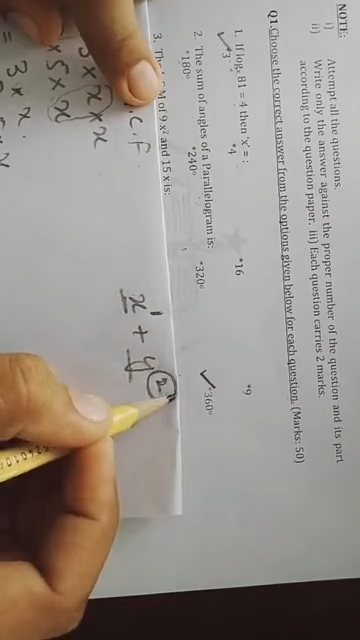 NOTE:
i) Attempt all the questions.
ii) Write only the answer against the proper number of the question and its part
according to the question paper. iii) Each question carries 2 marks.
Q1.Choose the correct answer from the options given below for each question. (Marks: 50)
1. If logₓ 81 = 4 then 'x' = :
✓3 *4 *16 *9
2. The sum of angles of a Parallelogram is:
*180° *240° *320° ✓360°
3. M of 9 x² and 15 x is:
C.F
3 × x × x
× 5 × x
= 3 × x
x¹ + y²